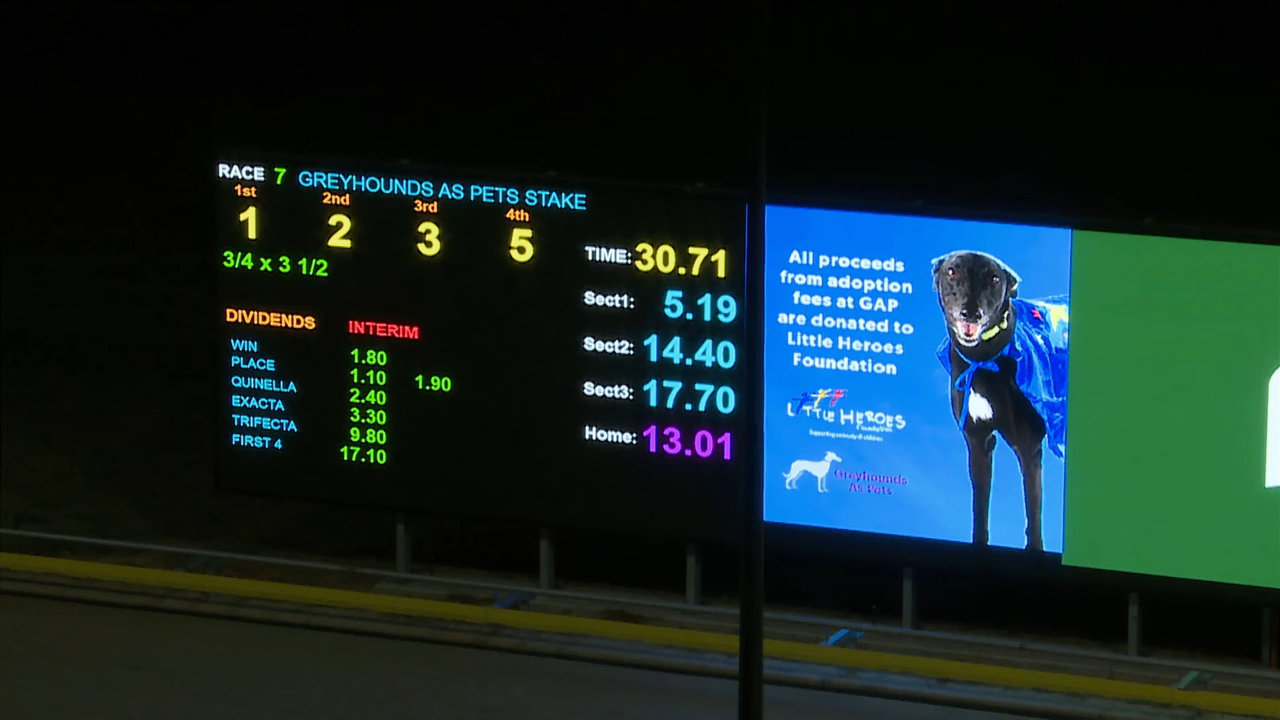 RACE 7 GREYHOUNDS AS PETS STAKE
1st 2nd 3rd 4th
1 2 3 5
3/4 x 3 1/2
TIME: 30.71
Sect1: 5.19
Sect2: 14.40
Sect3: 17.70
Home: 13.01
DIVIDENDS INTERIM
WIN 1.80
PLACE 1.10 1.90
QUINELLA 2.40
EXACTA 3.30
TRIFECTA 9.80
FIRST 4 17.10
All proceeds
from adoption
fees at GAP
are donated to
Little Heroes
Foundation
LITTLE HEROES
Foundation
Greyhounds
As Pets